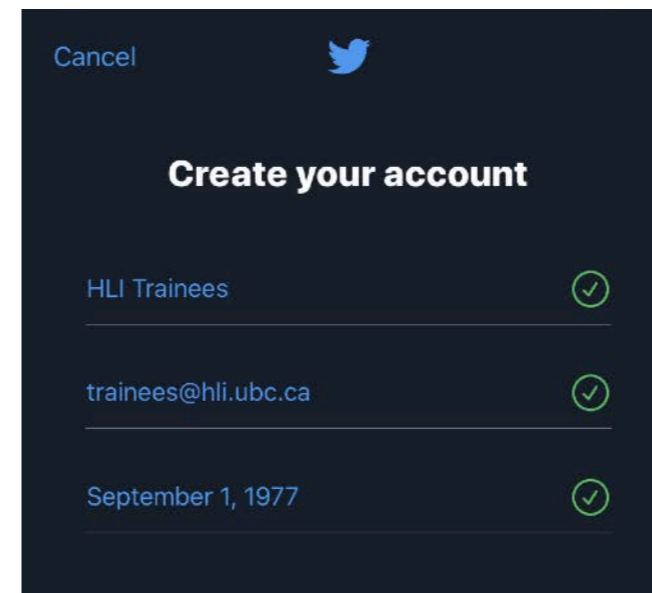 Cancel
Create your account
HLI Trainees
trainees@hli.ubc.ca
September 1, 1977